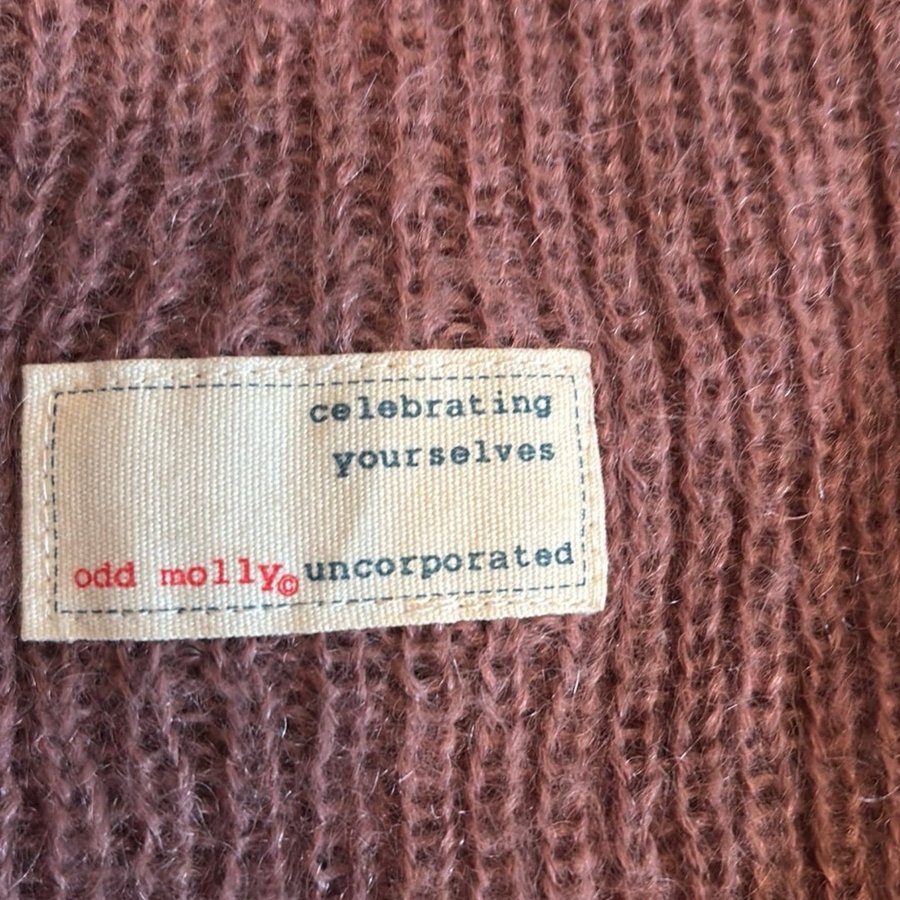 celebrating
yourselves
odd molly© uncorporated